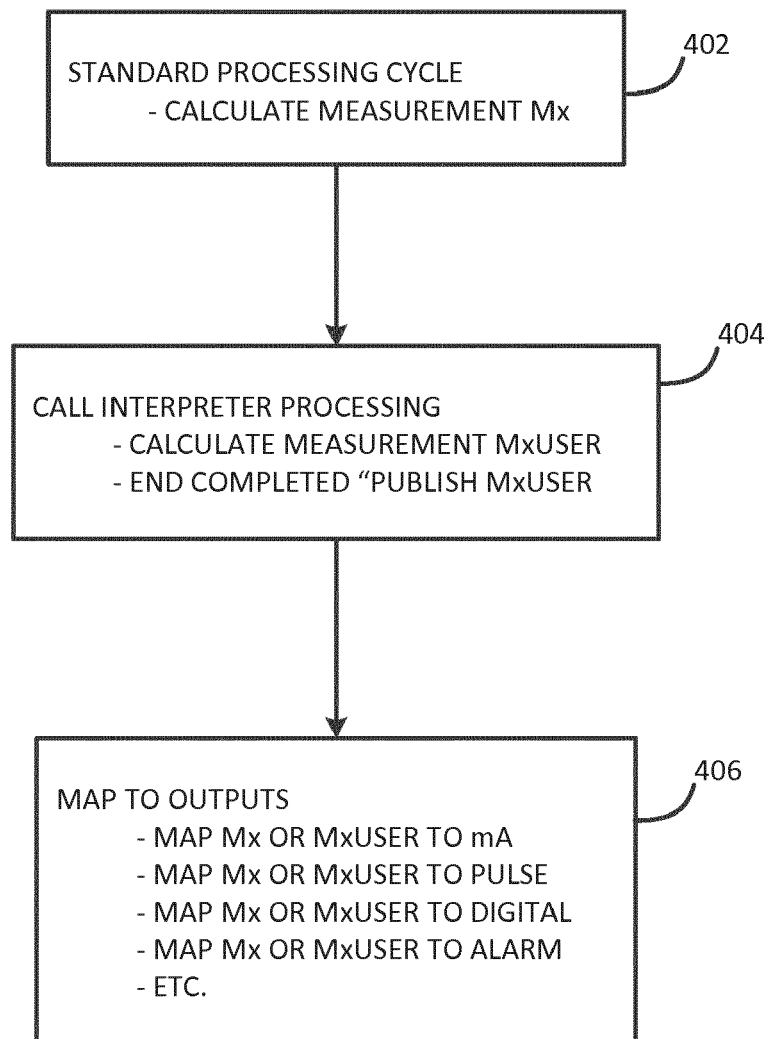 402
STANDARD PROCESSING CYCLE
- CALCULATE MEASUREMENT Mx
404
CALL INTERPRETER PROCESSING
- CALCULATE MEASUREMENT MxUSER
- END COMPLETED “PUBLISH MxUSER
406
MAP TO OUTPUTS
- MAP Mx OR MxUSER TO mA
- MAP Mx OR MxUSER TO PULSE
- MAP Mx OR MxUSER TO DIGITAL
- MAP Mx OR MxUSER TO ALARM
- ETC.